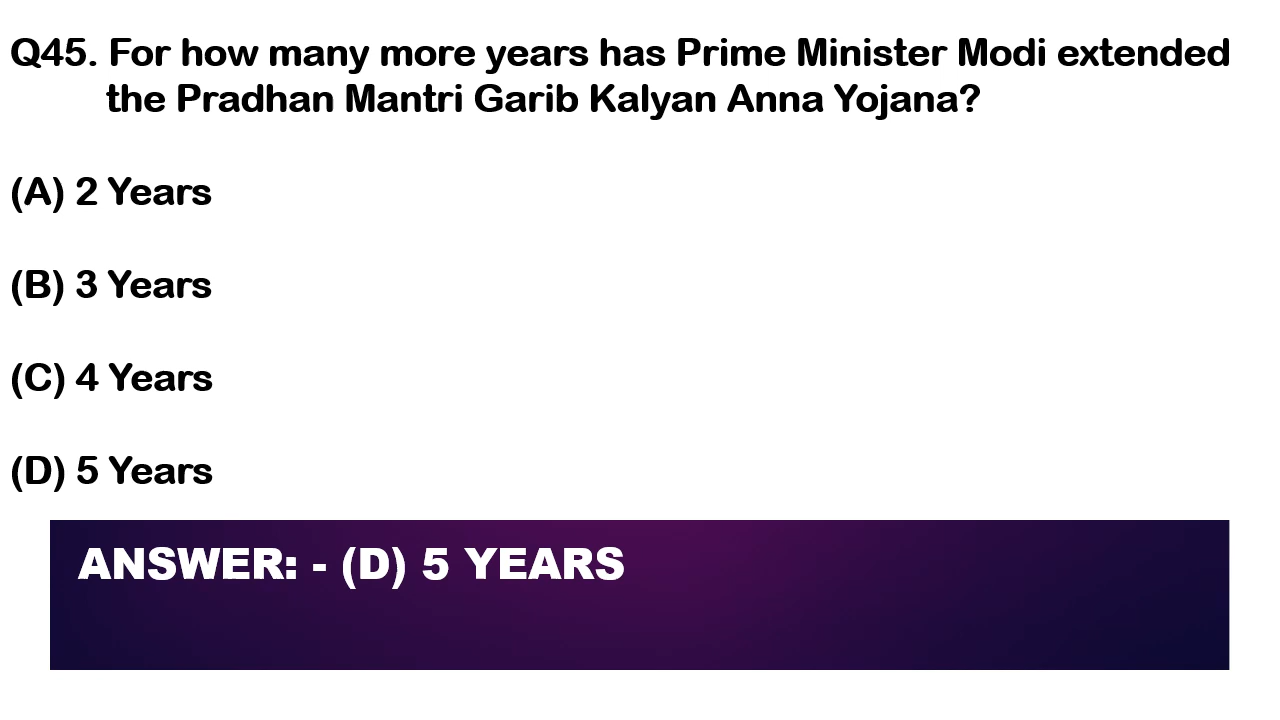 Q45. For how many more years has Prime Minister Modi extended
the Pradhan Mantri Garib Kalyan Anna Yojana?
(A) 2 Years
(B) 3 Years
(C) 4 Years
(D) 5 Years
ANSWER: - (D) 5 YEARS